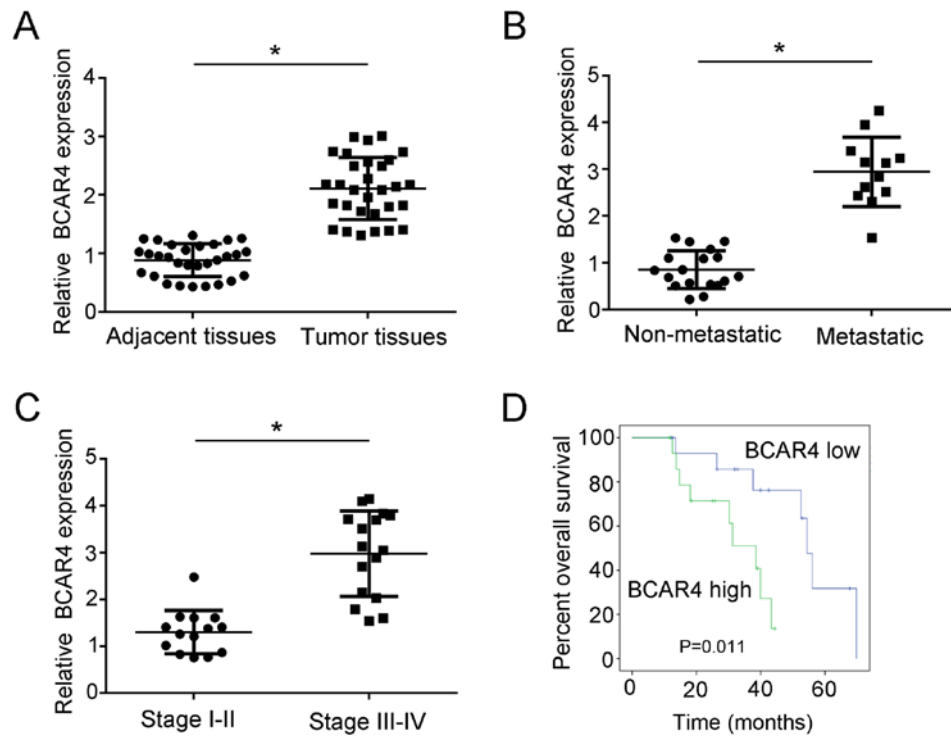 A
*
Relative BCAR4 expression
4
3
2
1
0
Adjacent tissues
Tumor tissues
B
*
Relative BCAR4 expression
5
4
3
2
1
0
Non-metastatic
Metastatic
C
*
Relative BCAR4 expression
5
4
3
2
1
0
Stage I-II
Stage III-IV
D
Percent overall survival
100
80
60
40
20
0
BCAR4 low
BCAR4 high
P=0.011
0
20
40
60
Time (months)